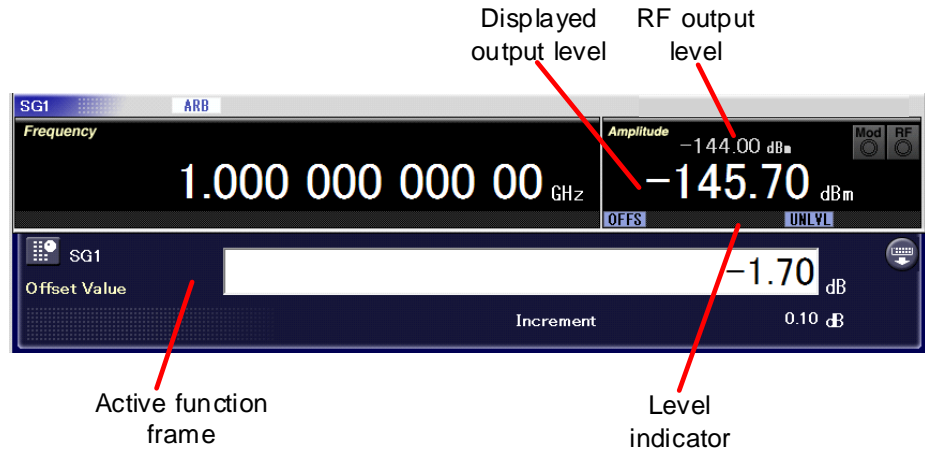 Displayed
output level
RF output
level
SG1
ARB
Frequency
1.000 000 000 00 GHz
Amplitude
-144.00 dBm
-145.70 dBm
Mod
RF
OFFS
UNLVL
SG1
Offset Value
-1.70 dB
Increment
0.10 dB
Active function
frame
Level
indicator